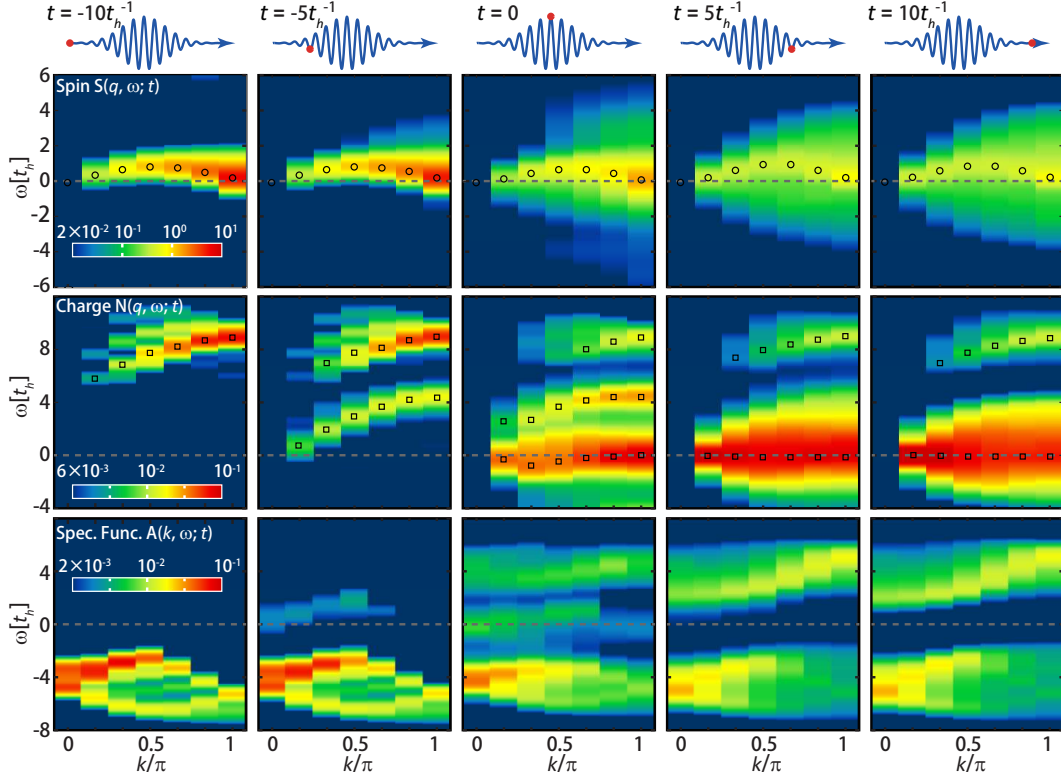 t = -10t_h^-1 t = -5t_h^-1 t = 0 t = 5t_h^-1 t = 10t_h^-1
Spin S(q, ω; t)
6
4
2
0
-2
-4
-6
ω[t_h]
2×10^-2 10^-1 10^0 10^1
Charge N(q, ω; t)
8
4
0
-4
ω[t_h]
6×10^-3 10^-2 10^-1
Spec. Func. A(k, ω; t)
2×10^-3 10^-2 10^-1
4
0
-4
-8
ω[t_h]
0 0.5 1 0 0.5 1 0 0.5 1 0 0.5 1 0 0.5 1
k/π k/π k/π k/π k/π